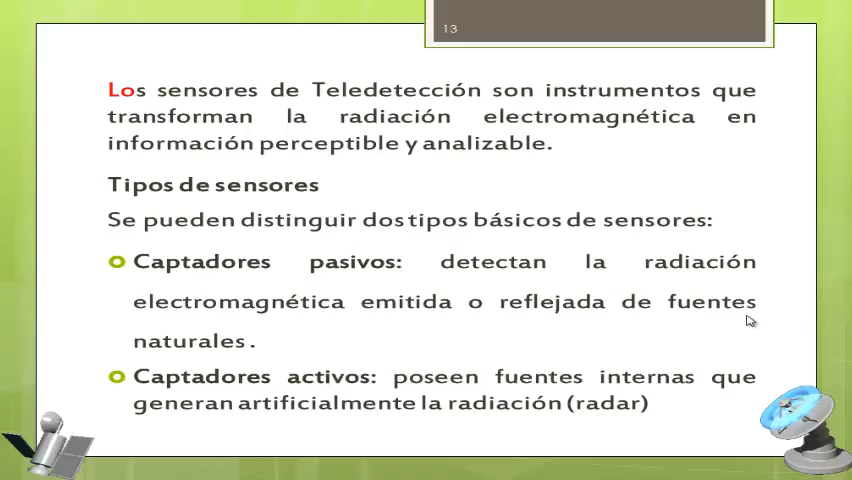 13
Los sensores de Teledetección son instrumentos que
transforman la radiación electromagnética en
información perceptible y analizable.
Tipos de sensores
Se pueden distinguir dos tipos básicos de sensores:
Captadores pasivos: detectan la radiación
electromagnética emitida o reflejada de fuentes
naturales .
Captadores activos: poseen fuentes internas que
generan artificialmente la radiación (radar)